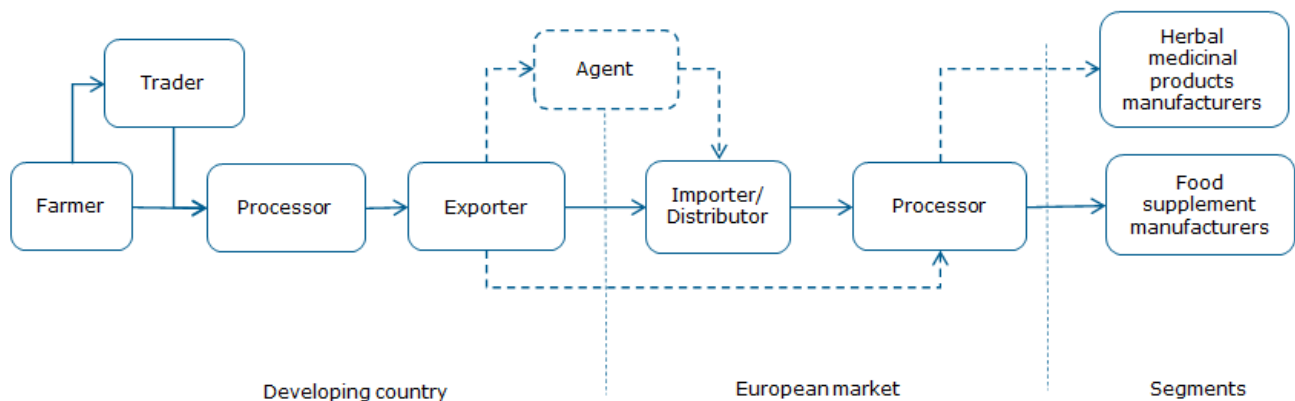 Herbal
medicinal
products
manufacturers
Agent
Trader
Farmer
Processor
Exporter
Importer/
Distributor
Processor
Food
supplement
manufacturers
Developing country
European market
Segments